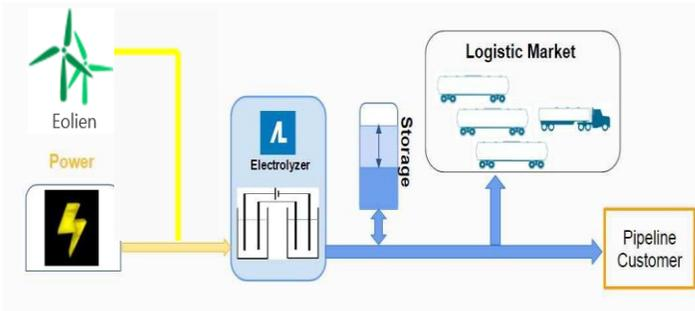 Eolien
Power
Electrolyzer
Storage
Logistic Market
Pipeline
Customer